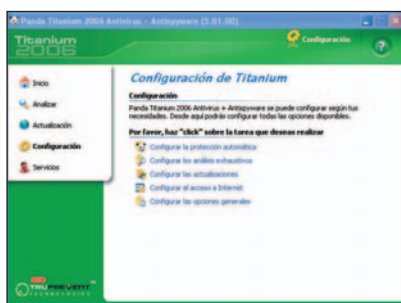 Panda Titanium 2006 Antivirus + Antispyware (5.01.00)
Titanium
2006
Configuración
?
Inicio
Analizar
Actualización
Configuración
Servicios
Configuración de Titanium
Configuración
Panda Titanium 2006 Antivirus + Antispyware se puede configurar según tus
necesidades. Desde aquí podrás configurar todas las opciones disponibles.
Por favor, haz "click" sobre la tarea que deseas realizar
Configurar la protección automática
Configurar los análisis exhaustivos
Configurar las actualizaciones
Configurar el acceso a Internet
Configurar las opciones generales
TRUPREVENT
TECHNOLOGIES